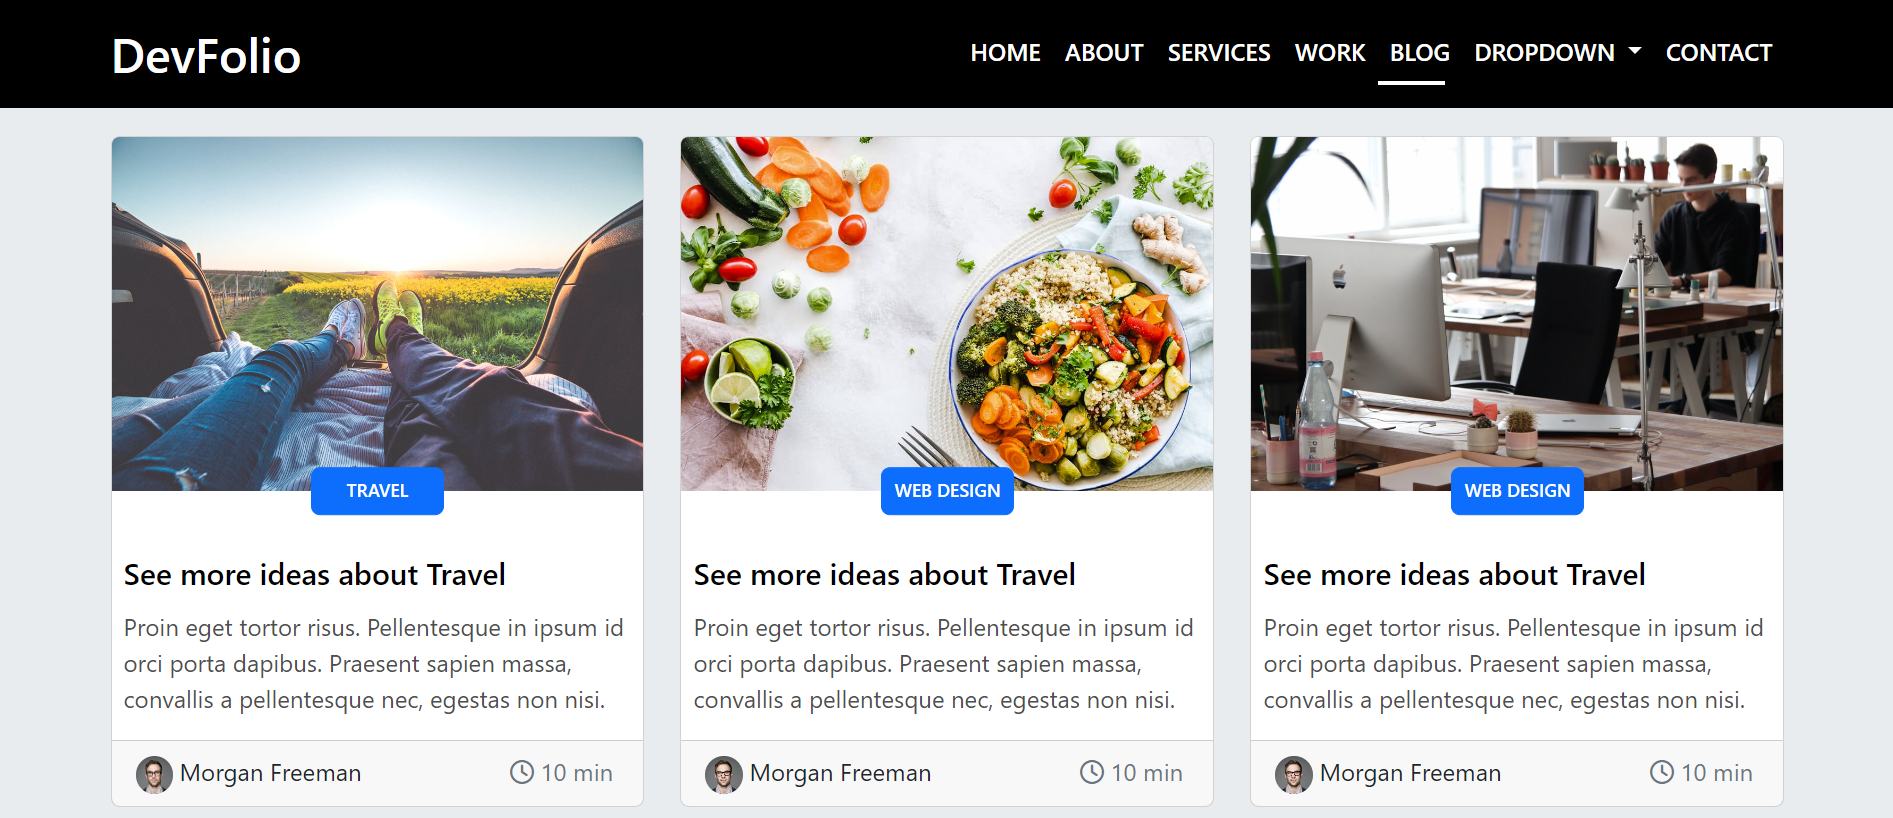 DevFolio
HOME ABOUT SERVICES WORK BLOG DROPDOWN CONTACT
TRAVEL
See more ideas about Travel
Proin eget tortor risus. Pellentesque in ipsum id
orci porta dapibus. Praesent sapien massa,
convallis a pellentesque nec, egestas non nisi.
Morgan Freeman 10 min
WEB DESIGN
See more ideas about Travel
Proin eget tortor risus. Pellentesque in ipsum id
orci porta dapibus. Praesent sapien massa,
convallis a pellentesque nec, egestas non nisi.
Morgan Freeman 10 min
WEB DESIGN
See more ideas about Travel
Proin eget tortor risus. Pellentesque in ipsum id
orci porta dapibus. Praesent sapien massa,
convallis a pellentesque nec, egestas non nisi.
Morgan Freeman 10 min